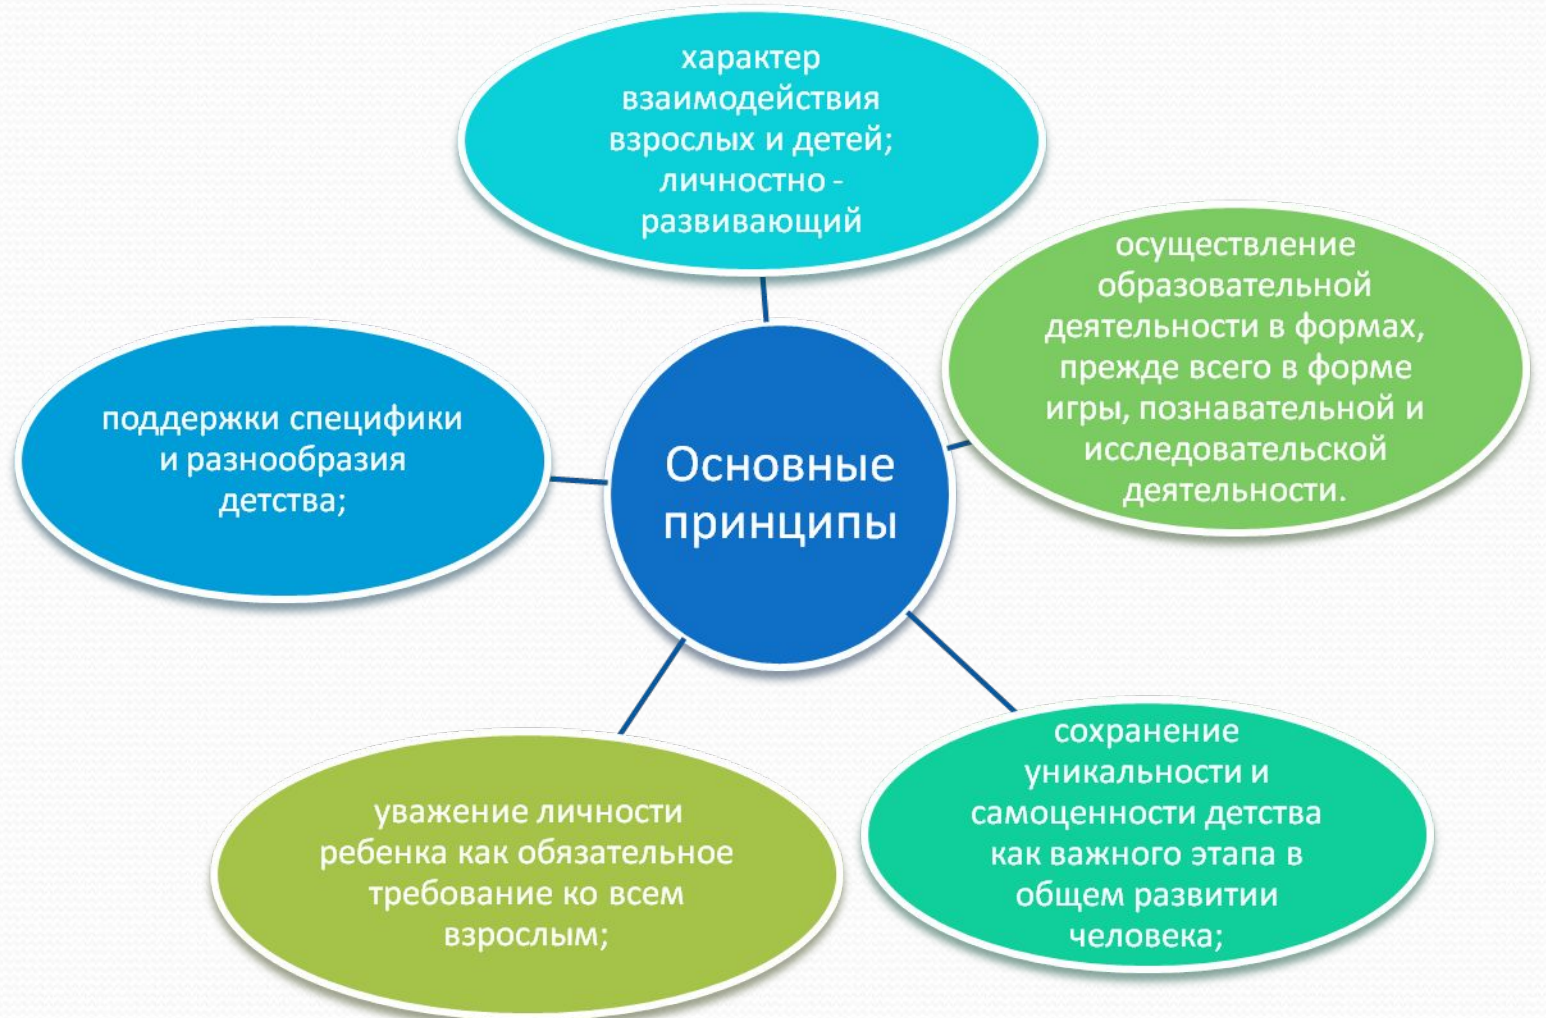 характер
взаимодействия
взрослых и детей;
личностно -
развивающий
осуществление
образовательной
деятельности в формах,
прежде всего в форме
игры, познавательной и
исследовательской
деятельности.
поддержки специфики
и разнообразия
детства;
Основные
принципы
уважение личности
ребенка как обязательное
требование ко всем
взрослым;
сохранение
уникальности и
самоценности детства
как важного этапа в
общем развитии
человека;